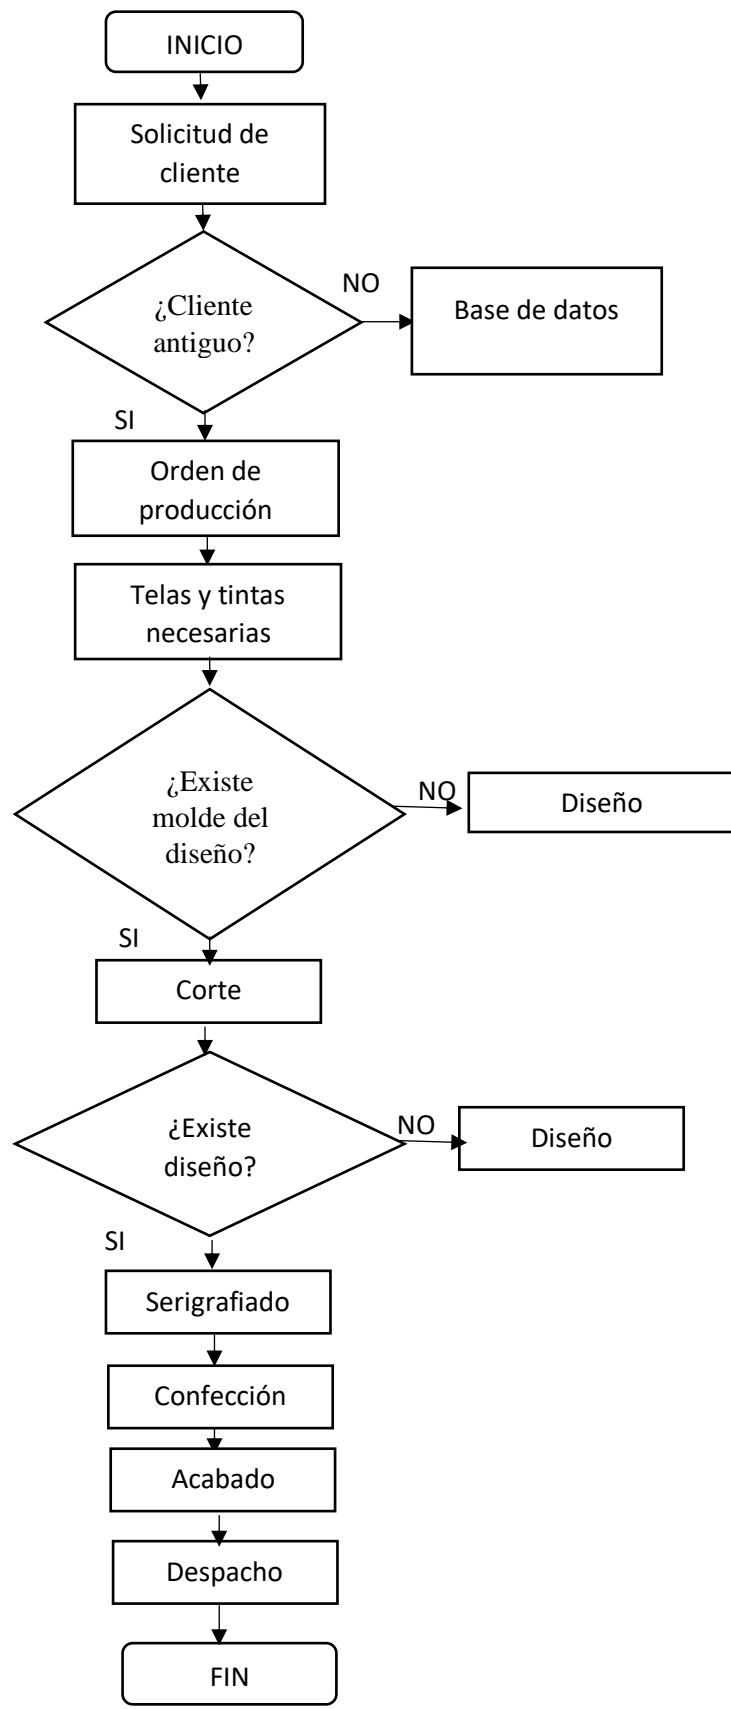 INICIO
Solicitud de
cliente
¿Cliente
antiguo?
NO
Base de datos
SI
Orden de
producción
Telas y tintas
necesarias
¿Existe
molde del
diseño?
NO
Diseño
SI
Corte
¿Existe
diseño?
NO
Diseño
SI
Serigrafiado
Confección
Acabado
Despacho
FIN